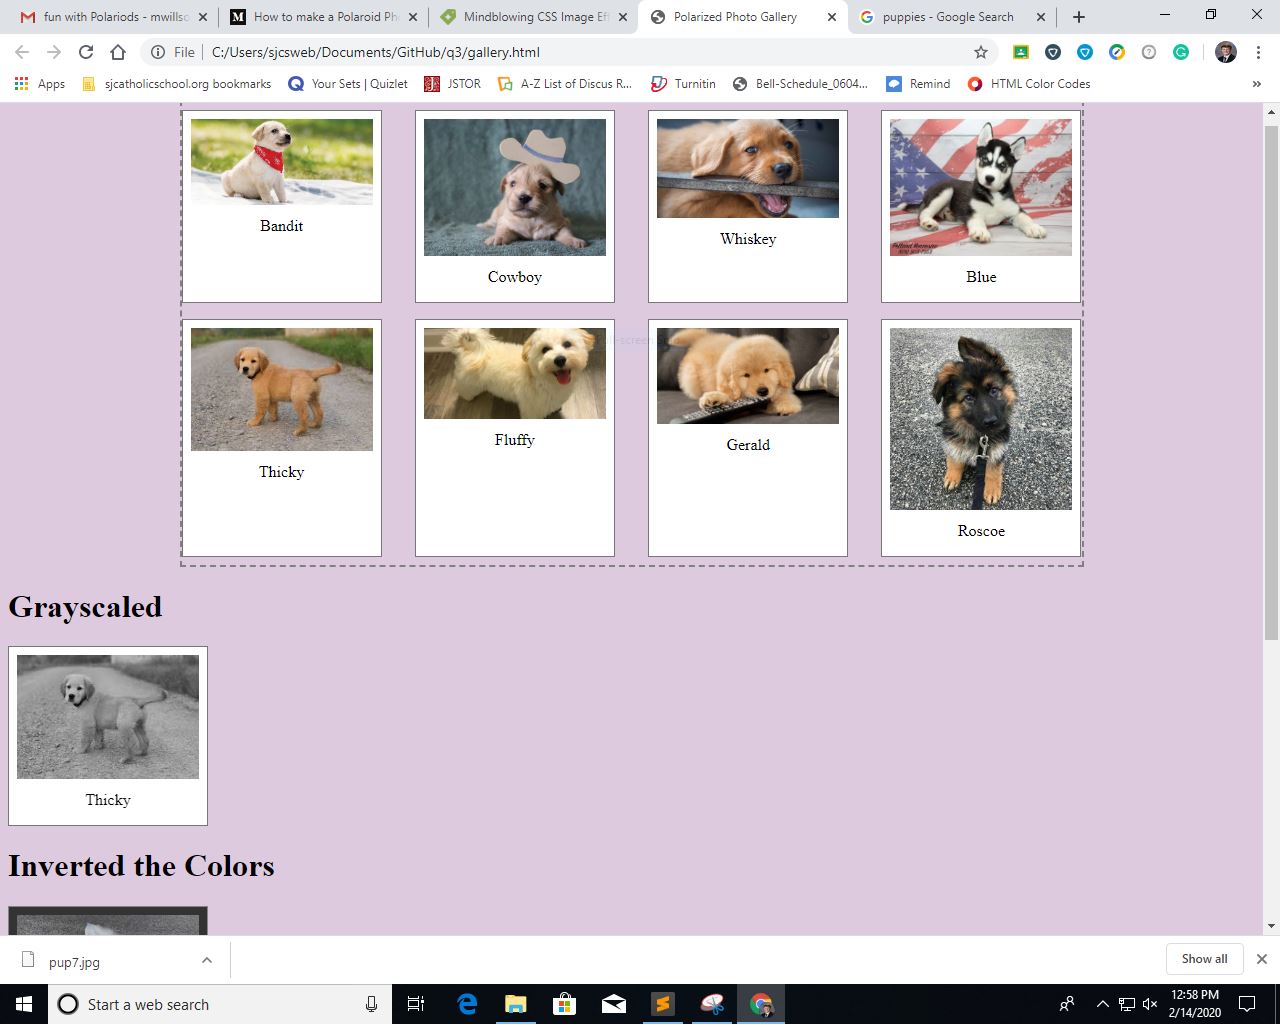 fun with Polariods - mwillso
How to make a Polaroid Ph
Mindblowing CSS Image Ef
Polarized Photo Gallery
puppies - Google Search
File
C:/Users/sjcsweb/Documents/GitHub/q3/gallery.html
Apps
sjcatholicschool.org bookmarks
Your Sets | Quizlet
JSTOR
A-Z List of Discus R...
Turnitin
Bell-Schedule_0604...
Remind
HTML Color Codes
»
Bandit
Cowboy
Whiskey
Blue
Thicky
Fluffy
Gerald
Roscoe
Grayscaled
Thicky
Inverted the Colors
pup7.jpg
Show all
Start a web search
12:58 PM
2/14/2020